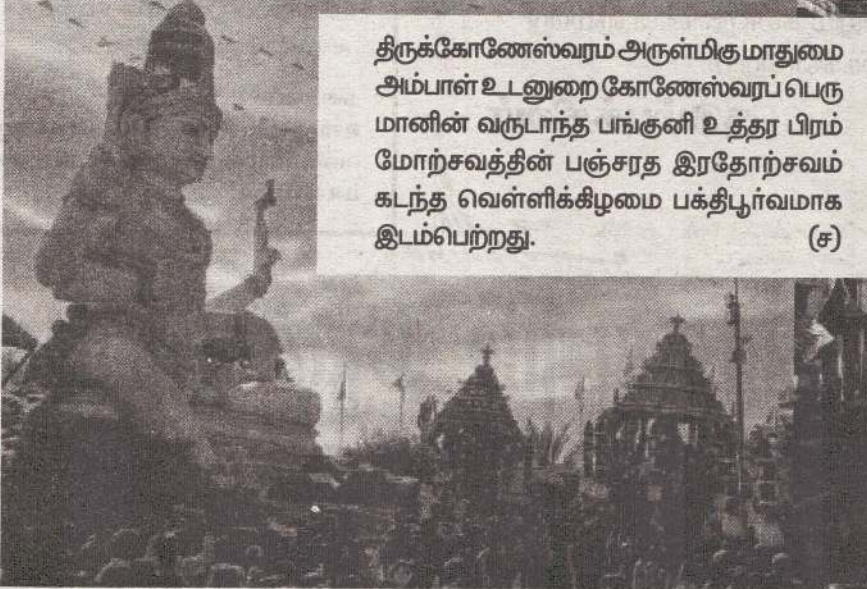 திருக்கோணேஸ்வரம் அருள்மிகு மாதுமை
அம்பாள் உடனுறை கோணேஸ்வரப் பெரு
மானின் வருடாந்த பங்குனி உத்தர பிரம்
மோற்சவத்தின் பஞ்சரத இரதோற்சவம்
கடந்த வெள்ளிக்கிழமை பக்திபூர்வமாக
இடம்பெற்றது. (ச)